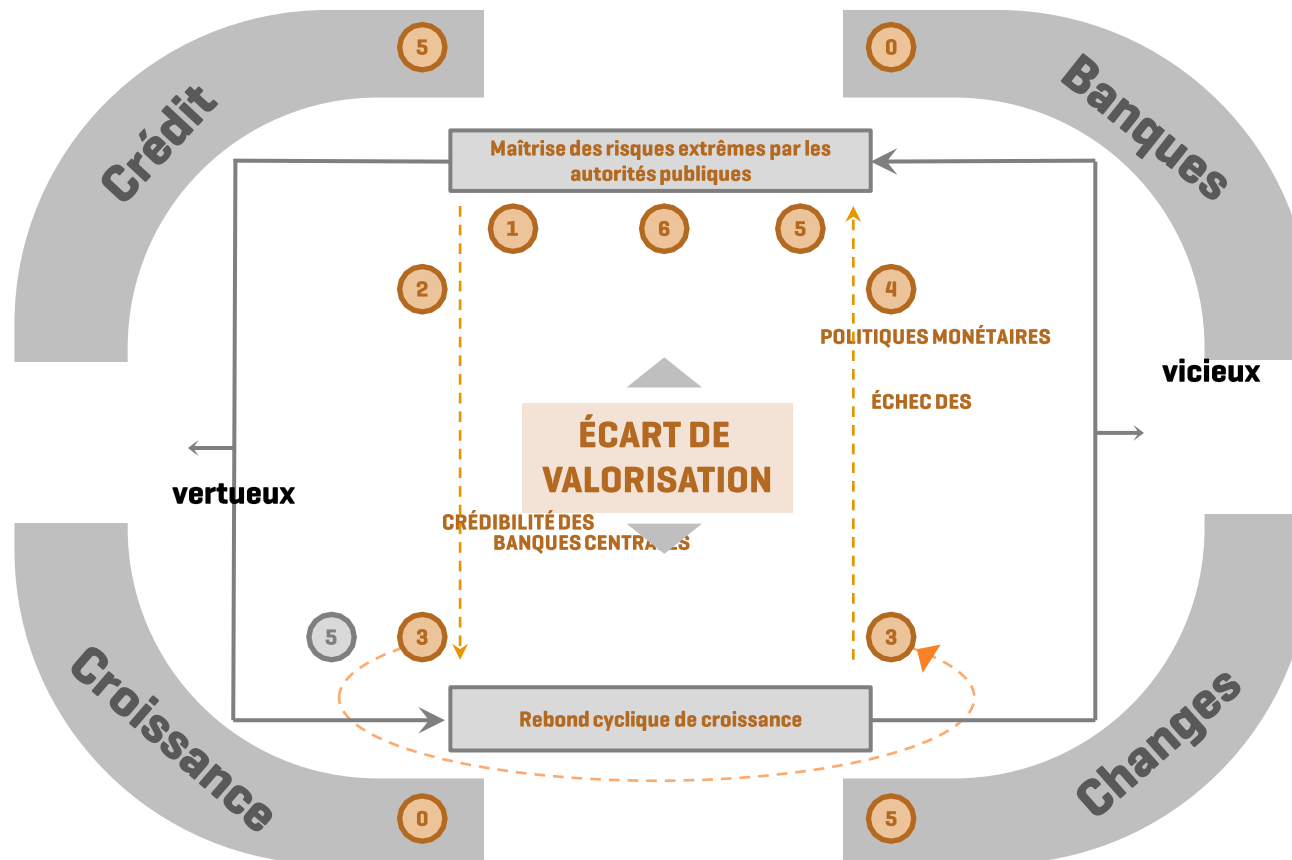 5
0
Crédit
Banques
Maîtrise des risques extrêmes par les
autorités publiques
1
6
5
2
4
POLITIQUES MONÉTAIRES
vicieux
ÉCHEC DES
ÉCART DE
VALORISATION
vertueux
CRÉDIBILITÉ DES
BANQUES CENTRALES
5
3
3
Croissance
Rebond cyclique de croissance
Changes
0
5